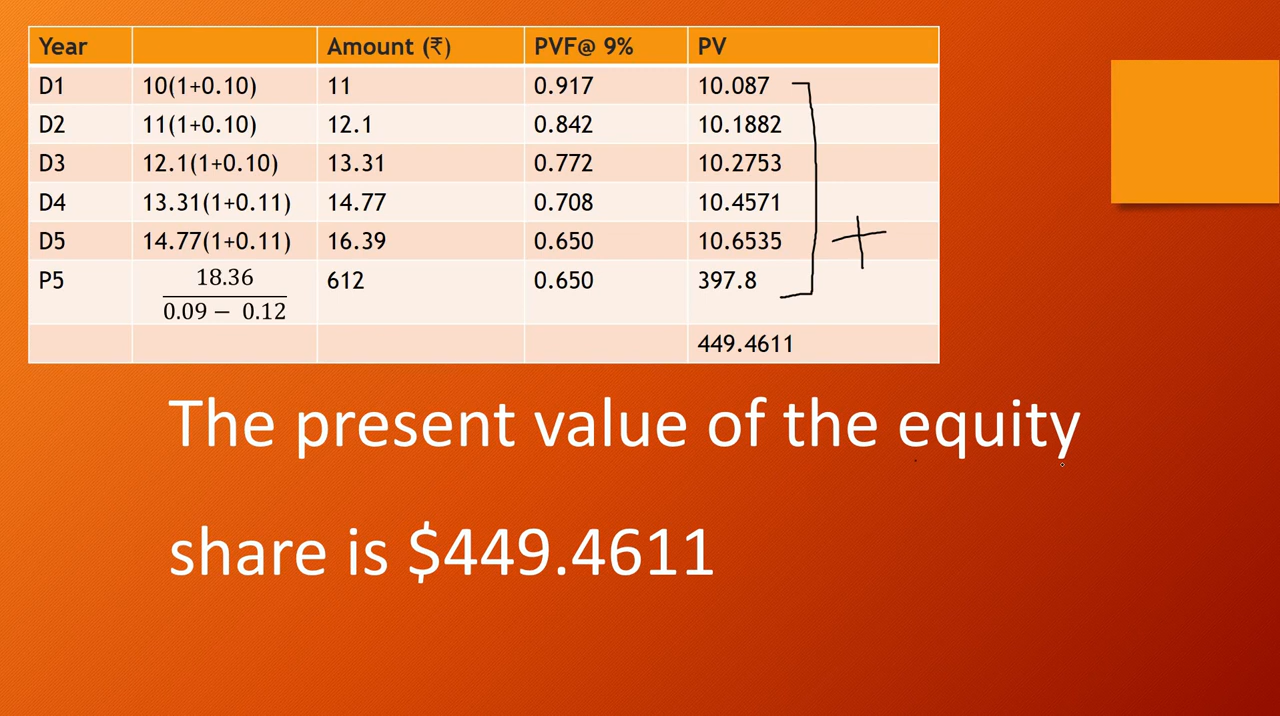 Year Amount (₹) PVF@ 9% PV
D1 10(1+0.10) 11 0.917 10.087
D2 11(1+0.10) 12.1 0.842 10.1882
D3 12.1(1+0.10) 13.31 0.772 10.2753
D4 13.31(1+0.11) 14.77 0.708 10.4571
D5 14.77(1+0.11) 16.39 0.650 10.6535
P5 18.36 / 0.09 − 0.12 612 0.650 397.8
+
449.4611
The present value of the equity
share is $449.4611